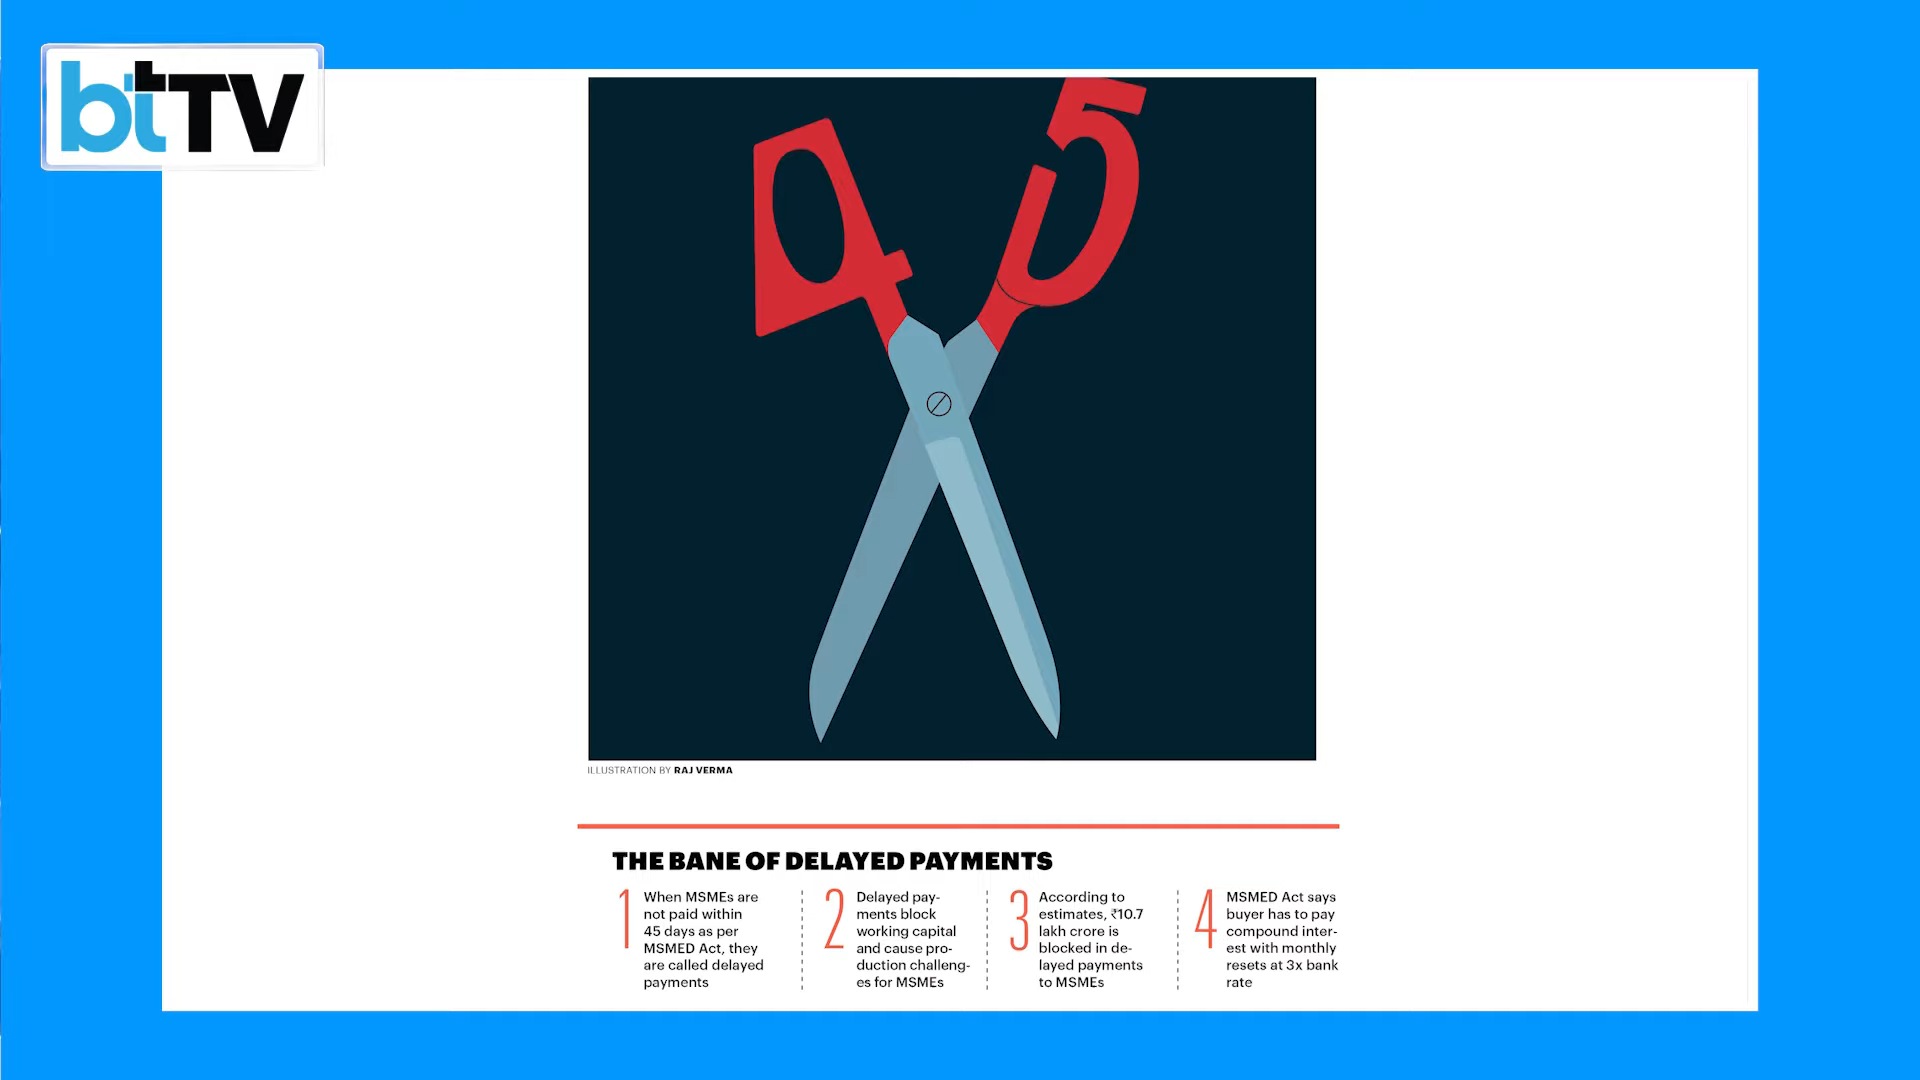 btTV
45
ILLUSTRATION BY RAJ VERMA
THE BANE OF DELAYED PAYMENTS
1
When MSMEs are
not paid within
45 days as per
MSMED Act, they
are called delayed
payments
2
Delayed pay-
ments block
working capital
and cause pro-
duction challeng-
es for MSMEs
3
According to
estimates, ₹10.7
lakh crore is
blocked in de-
layed payments
to MSMEs
4
MSMED Act says
buyer has to pay
compound inter-
est with monthly
resets at 3x bank
rate